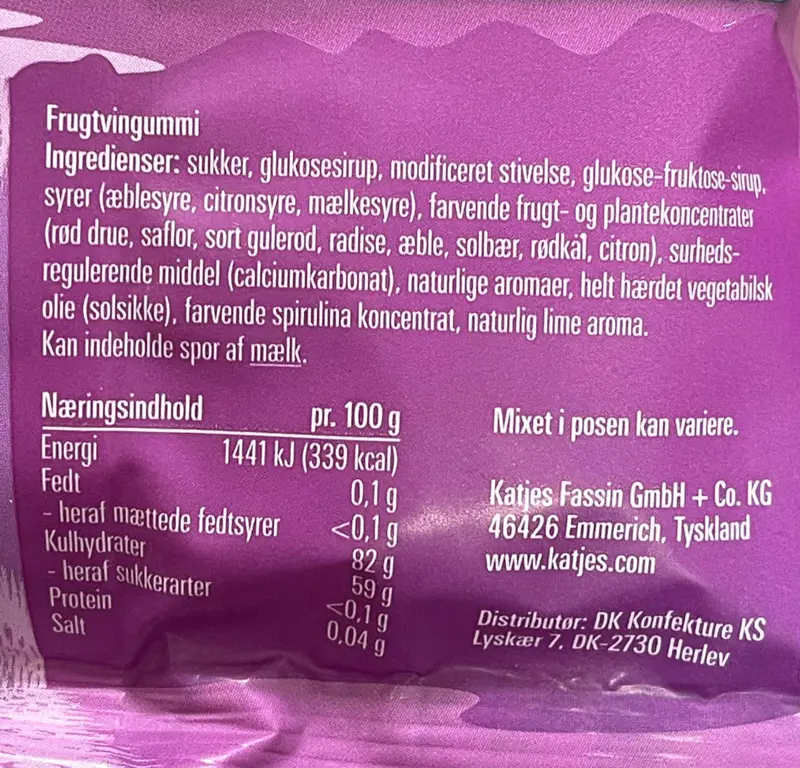 Frugtvingummi
Ingredienser: sukker, glukosesirup, modificeret stivelse, glukose-fruktose-sirup,
syrer (æblesyre, citronsyre, mælkesyre), farvende frugt- og plantekoncentrater
(rød drue, saflor, sort gulerod, radise, æble, solbær, rødkål, citron), surheds-
regulerende middel (calciumkarbonat), naturlige aromaer, helt hærdet vegetabilsk
olie (solsikke), farvende spirulina koncentrat, naturlig lime aroma.
Kan indeholde spor af mælk.
Næringsindhold pr. 100 g
Energi 1441 kJ (339 kcal)
Fedt 0,1 g
- heraf mættede fedtsyrer <0,1 g
Kulhydrater 82 g
- heraf sukkerarter 59 g
Protein <0,1 g
Salt 0,04 g
Mixet i posen kan variere.
Katjes Fassin GmbH + Co. KG
46426 Emmerich, Tyskland
www.katjes.com
Distributør: DK Konfekture KS
Lyskær 7, DK-2730 Herlev